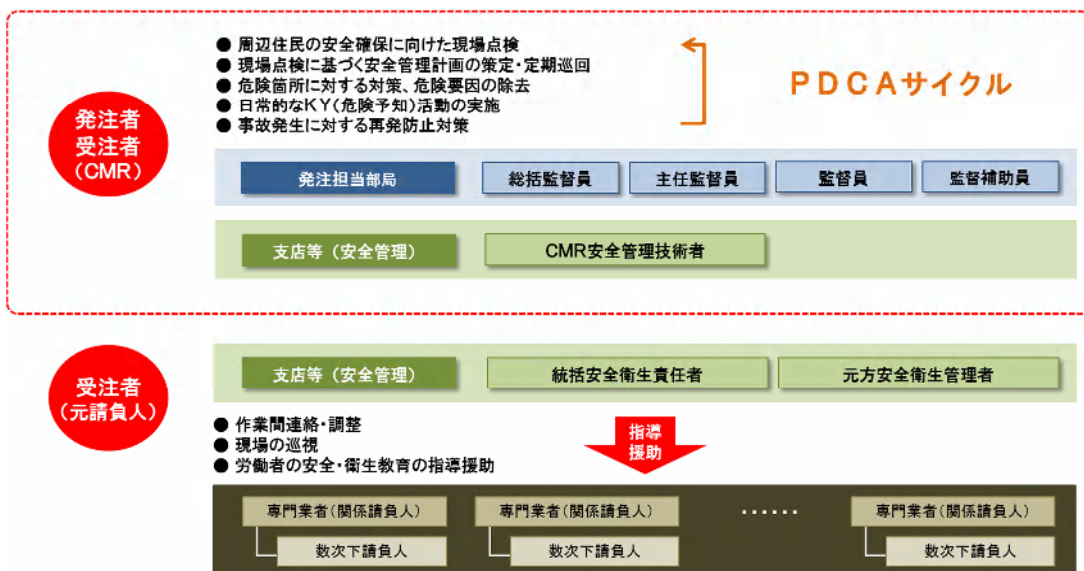 ● 周辺住民の安全確保に向けた現場点検
● 現場点検に基づく安全管理計画の策定・定期巡回
● 危険箇所に対する対策、危険要因の除去
● 日常的なKY(危険予知)活動の実施
● 事故発生に対する再発防止対策
PDCAサイクル
発注者
受注者
(CMR)
発注担当部局
総括監督員
主任監督員
監督員
監督補助員
支店等（安全管理）
CMR安全管理技術者
受注者
(元請負人)
支店等（安全管理）
統括安全衛生責任者
元方安全衛生管理者
● 作業間連絡・調整
● 現場の巡視
● 労働者の安全・衛生教育の指導援助
指導
援助
専門業者(関係請負人)
専門業者(関係請負人)
……
専門業者(関係請負人)
数次下請負人
数次下請負人
数次下請負人